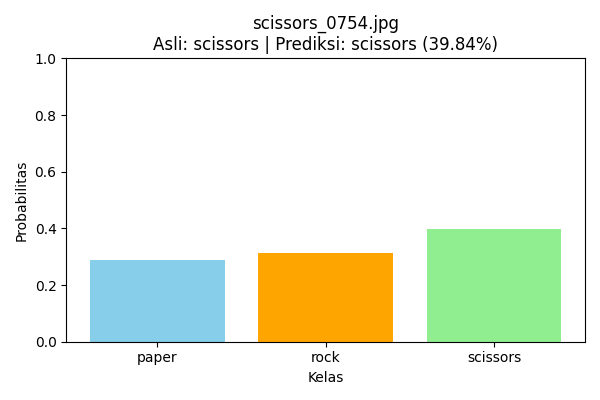 scissors_0754.jpg
Asli: scissors | Prediksi: scissors (39.84%)
1.0
0.8
0.6
0.4
0.2
0.0
Probabilitas
paper rock scissors
Kelas